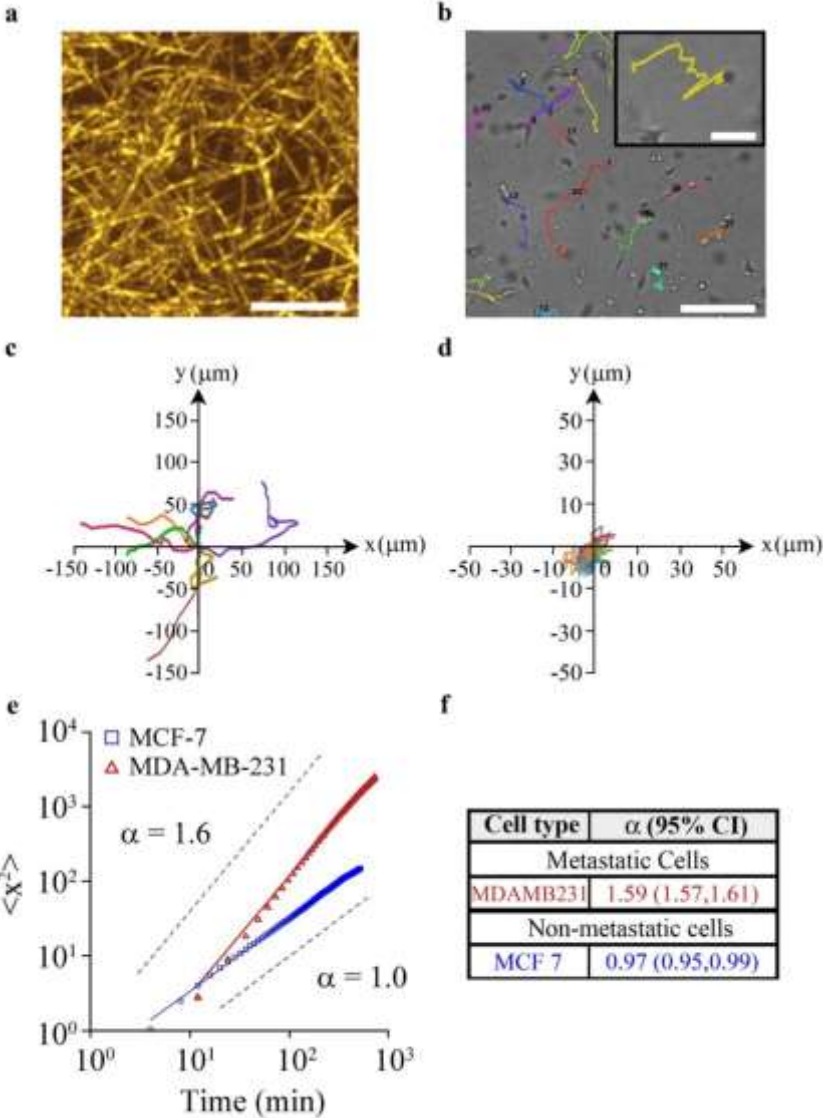 a
b
c
y (μm)
150
100
50
-150 -100 -50 0 50 100 150 x (μm)
-50
-100
-150
d
y (μm)
50
30
10
-50 -30 -10 0 10 30 50 x (μm)
-10
-30
-50
e
10⁴
10³
10²
10¹
10⁰
<x²>
MCF-7
MDA-MB-231
α = 1.6
α = 1.0
10⁰ 10¹ 10² 10³
Time (min)
f
Cell type α (95% CI)
Metastatic Cells
MDAMB231 1.59 (1.57,1.61)
Non-metastatic cells
MCF 7 0.97 (0.95,0.99)